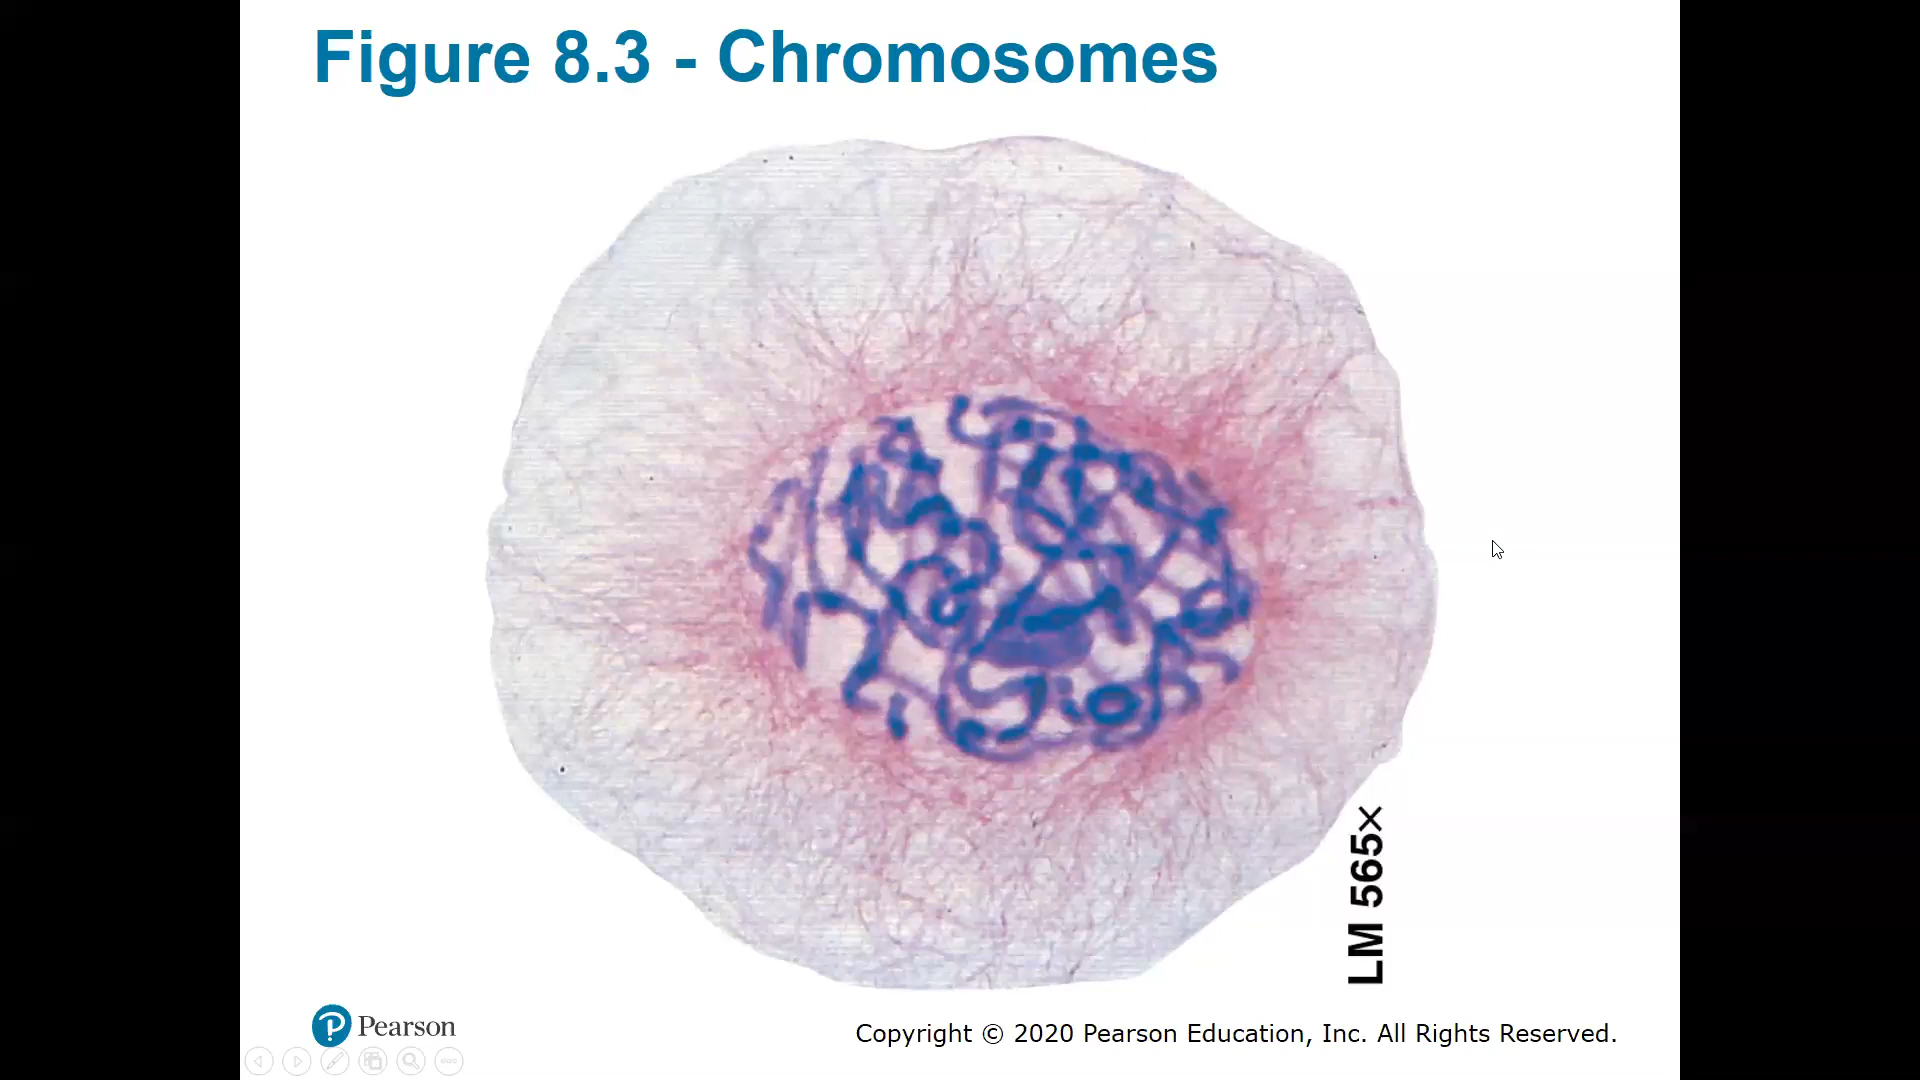 Figure 8.3 - Chromosomes
LM 565×
Pearson
Copyright © 2020 Pearson Education, Inc. All Rights Reserved.